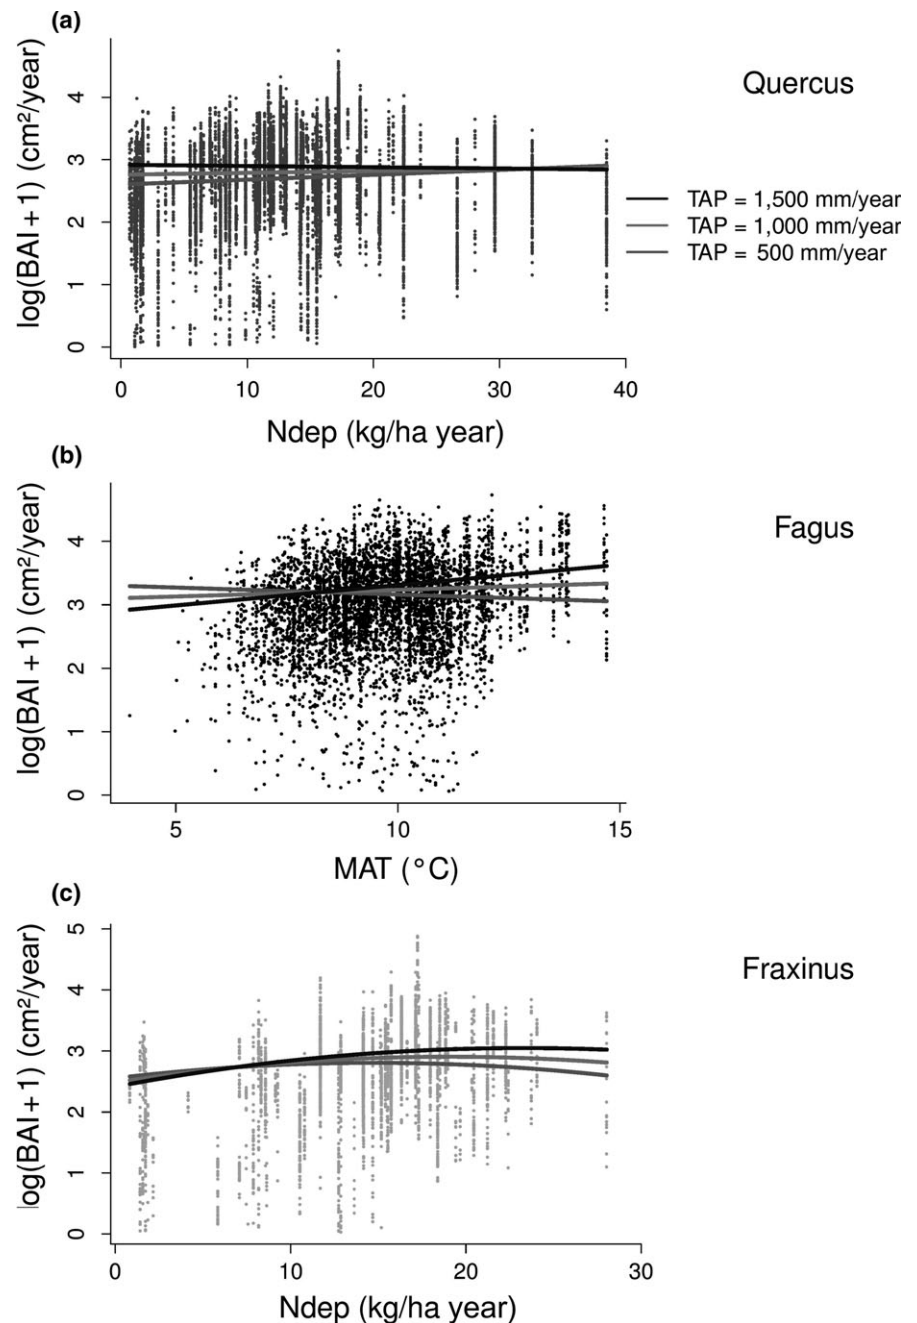 (a)
log(BAI + 1) (cm²/year)
4
3
2
1
0
0 10 20 30 40
Ndep (kg/ha year)
Quercus
TAP = 1,500 mm/year
TAP = 1,000 mm/year
TAP = 500 mm/year
(b)
log(BAI + 1) (cm²/year)
4
3
2
1
0
5 10 15
MAT (°C)
Fagus
(c)
log(BAI + 1) (cm²/year)
5
4
3
2
1
0
0 10 20 30
Ndep (kg/ha year)
Fraxinus